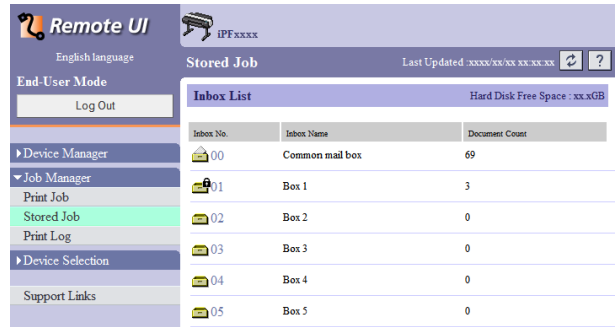 Remote UI
iPFxxxx
English language
Stored Job
Last Updated :xxxx/xx/xx xx:xx:xx
?
End-User Mode
Log Out
Inbox List
Hard Disk Free Space : xx.xGB
Inbox No. Inbox Name Document Count
Device Manager
00 Common mail box 69
Job Manager
01 Box 1 3
Print Job
Stored Job
02 Box 2 0
Print Log
03 Box 3 0
Device Selection
04 Box 4 0
Support Links
05 Box 5 0